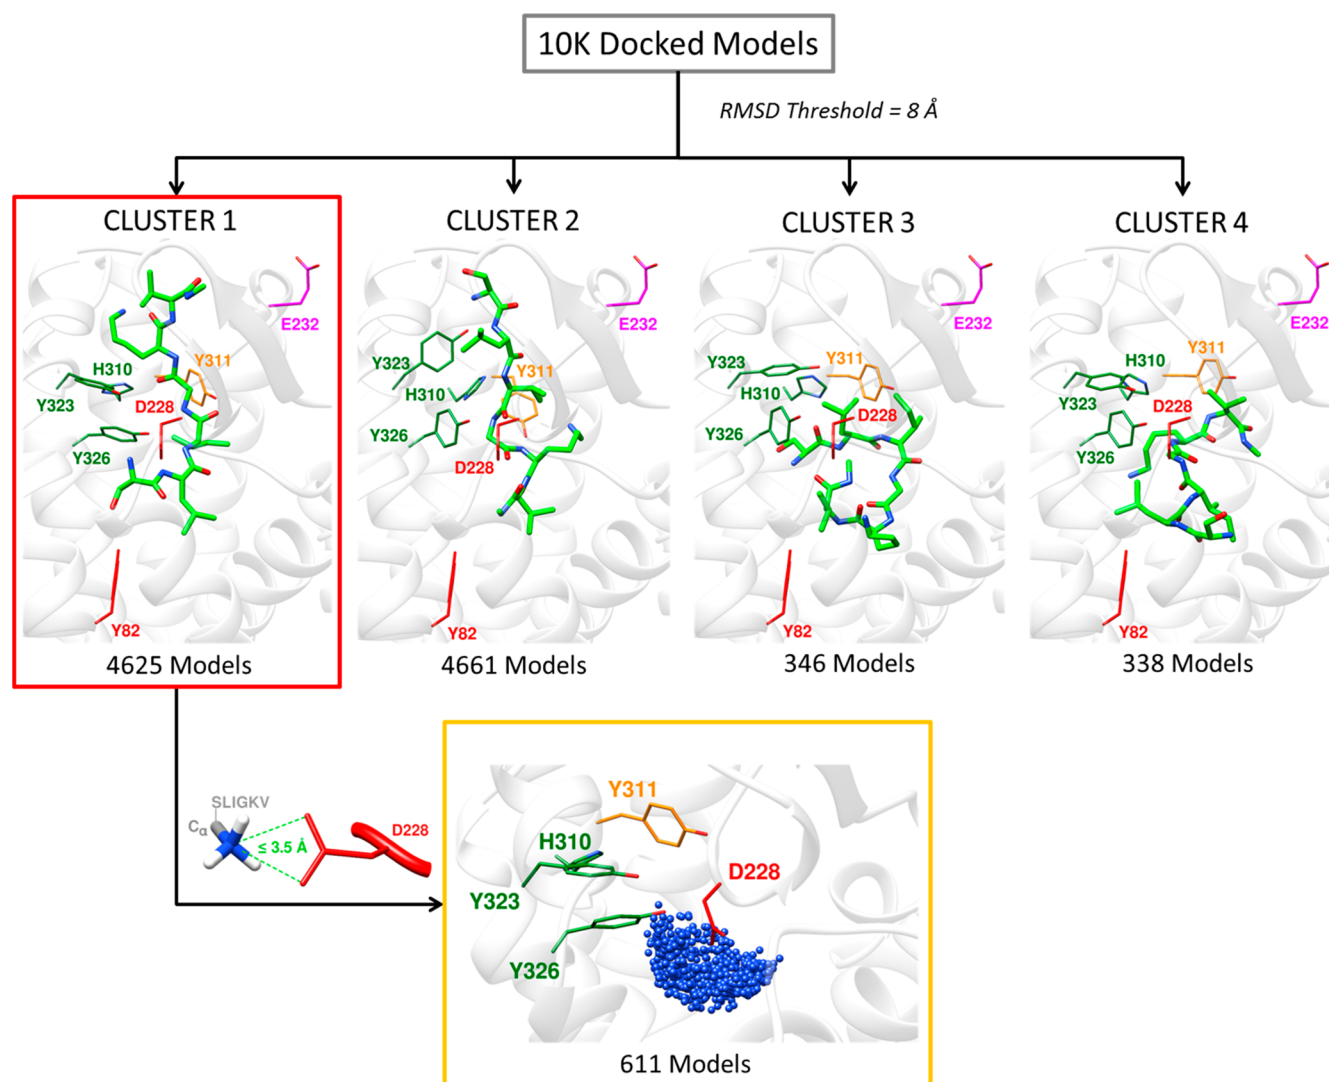 10K Docked Models
RMSD Threshold = 8 Å
CLUSTER 1
E232
Y311
H310
D228
Y323
Y326
Y82
4625 Models
CLUSTER 2
E232
Y323
Y311
H310
Y326
D228
Y82
4661 Models
CLUSTER 3
E232
Y323
Y311
H310
D228
Y326
Y82
346 Models
CLUSTER 4
E232
H310
Y311
Y323
D228
Y326
Y82
338 Models
SLIGKV
Cα
≤ 3.5 Å
D228
Y311
H310
D228
Y323
Y326
611 Models